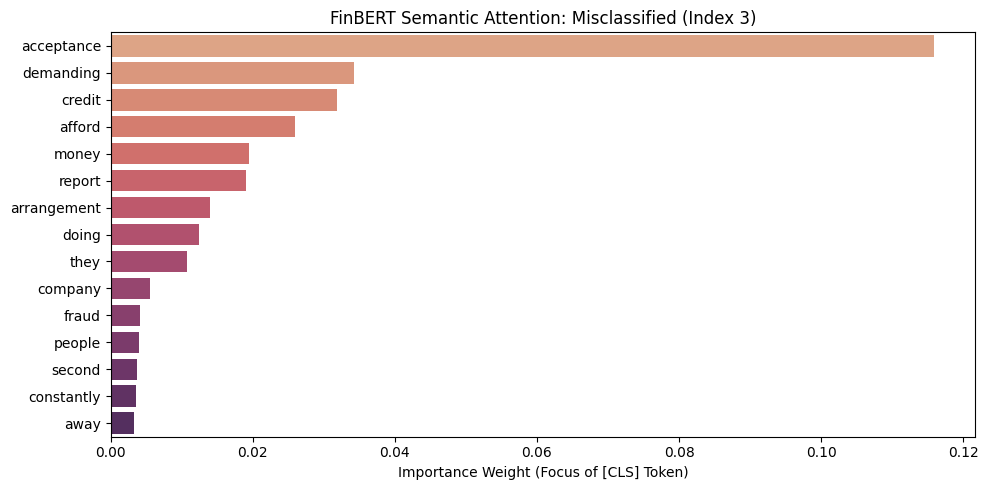 FinBERT Semantic Attention: Misclassified (Index 3)
acceptance
demanding
credit
afford
money
report
arrangement
doing
they
company
fraud
people
second
constantly
away
0.00 0.02 0.04 0.06 0.08 0.10 0.12
Importance Weight (Focus of [CLS] Token)